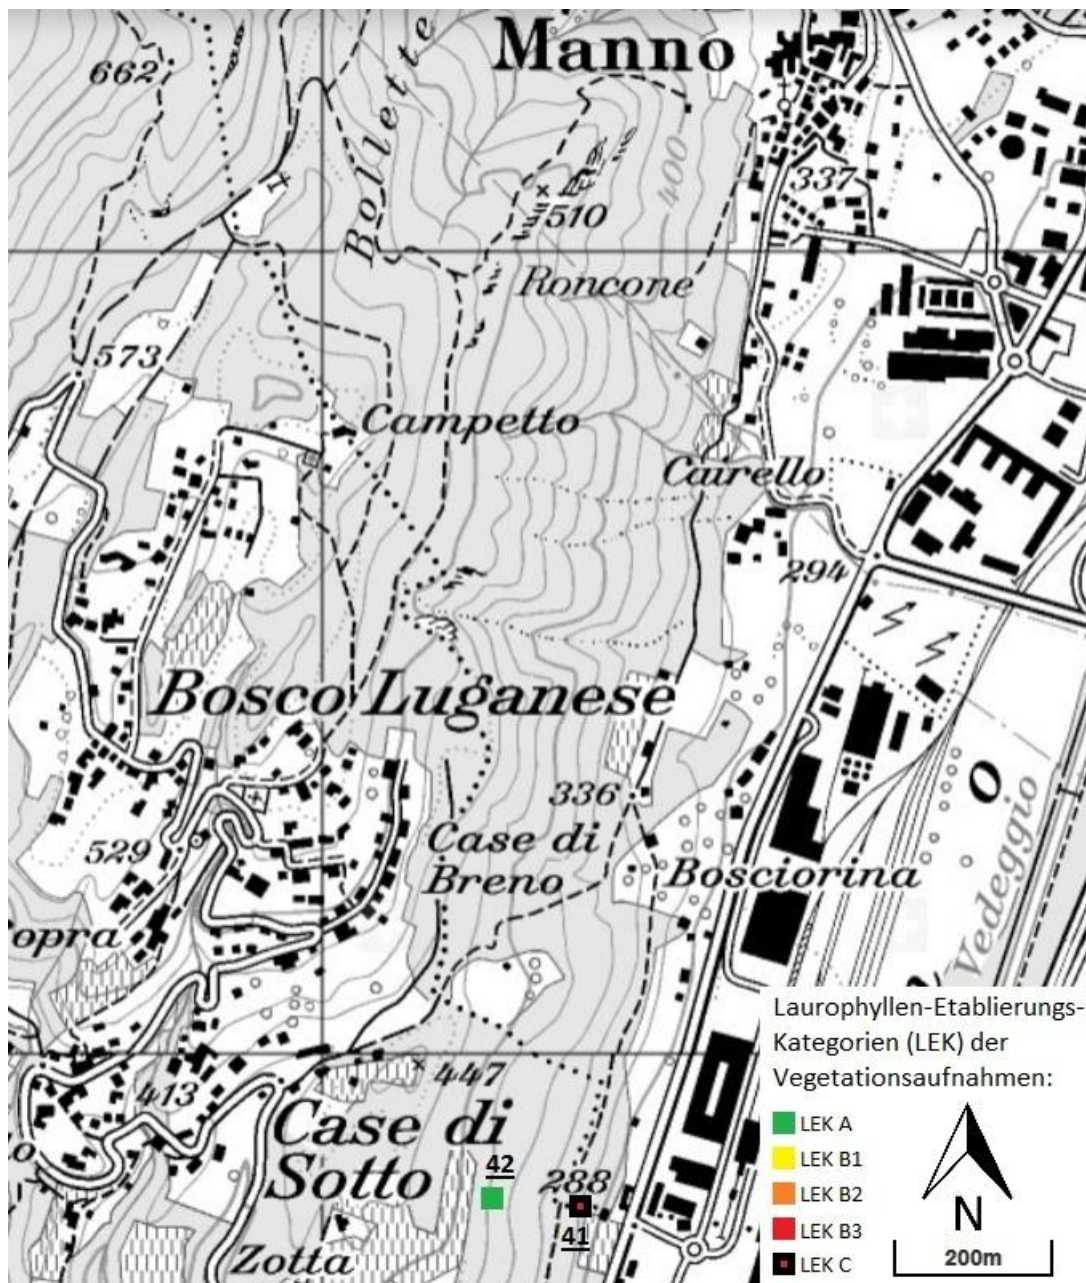 Manno
662
Bollette
400
337
510
Roncone
573
Campetto
Cairello
294
Bosco Luganese
336
Case di
Breno
529
Bosciorina
Vedeggio
opra
447
413
Case di
Sotto
42
288
41
Zotta
Laurophyllen-Etablierungs-
Kategorien (LEK) der
Vegetationsaufnahmen:
LEK A
LEK B1
LEK B2
LEK B3
LEK C
N
200m